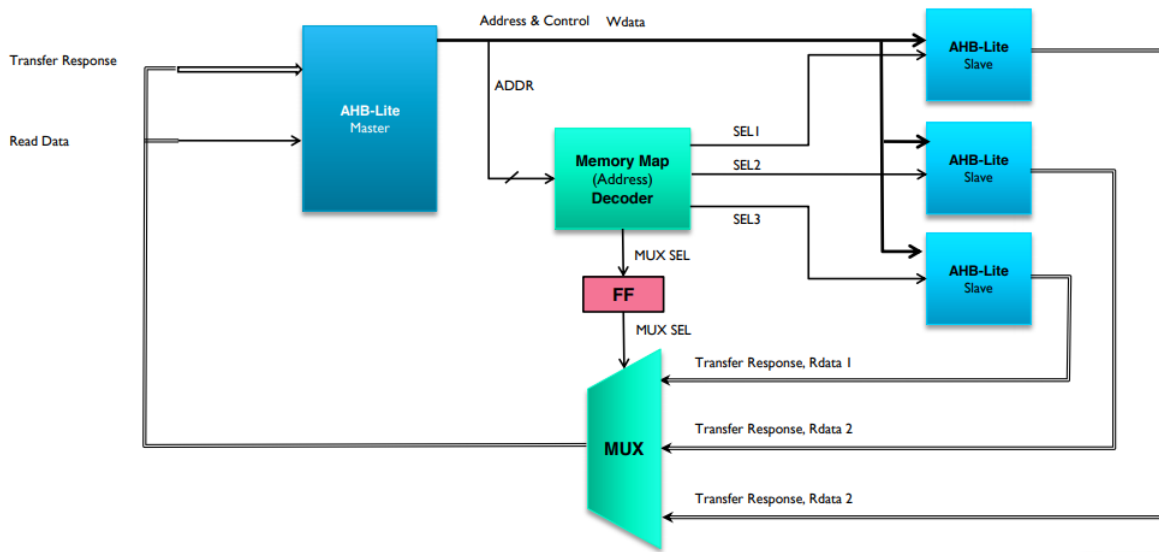 Address & Control Wdata
AHB-Lite
Slave
Transfer Response
ADDR
AHB-Lite
Master
Read Data
SEL1
Memory Map
(Address)
Decoder
SEL2
AHB-Lite
Slave
SEL3
MUX SEL
AHB-Lite
Slave
FF
MUX SEL
Transfer Response, Rdata 1
MUX
Transfer Response, Rdata 2
Transfer Response, Rdata 2